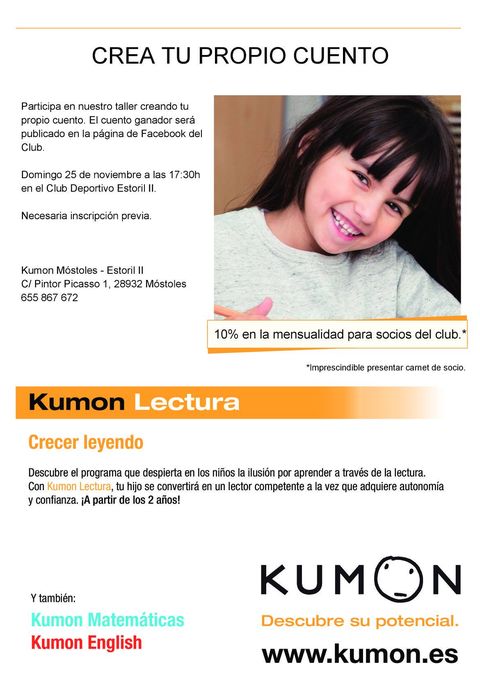 CREA TU PROPIO CUENTO
Participa en nuestro taller creando tu
propio cuento. El cuento ganador será
publicado en la página de Facebook del
Club.
Domingo 25 de noviembre a las 17:30h
en el Club Deportivo Estoril II.
Necesaria inscripción previa.
Kumon Móstoles - Estoril II
C/ Pintor Picasso 1, 28932 Móstoles
655 867 672
10% en la mensualidad para socios del club.*
*Imprescindible presentar carnet de socio.
Kumon Lectura
Crecer leyendo
Descubre el programa que despierta en los niños la ilusión por aprender a través de la lectura.
Con Kumon Lectura, tu hijo se convertirá en un lector competente a la vez que adquiere autonomía
y confianza. ¡A partir de los 2 años!
Y también:
Kumon Matemáticas
Kumon English
KUMON
Descubre su potencial.
www.kumon.es